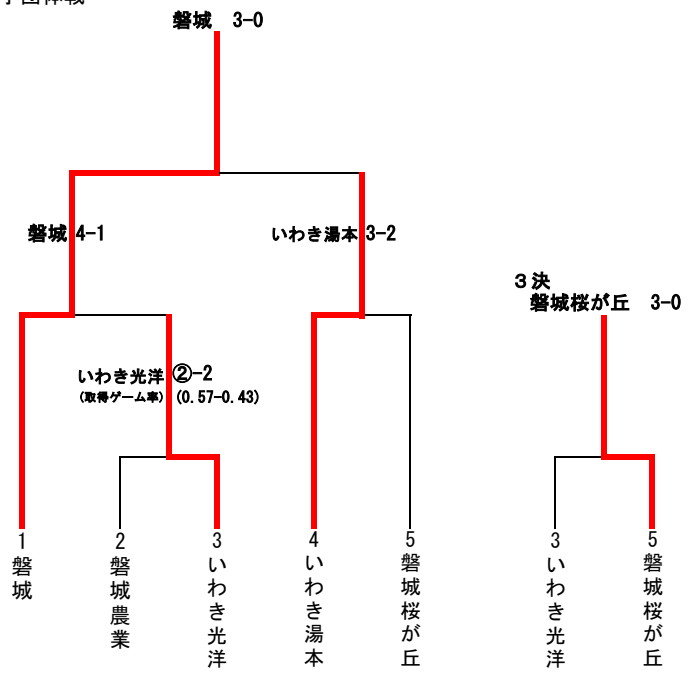 磐城 3-0
磐城 4-1
いわき湯本 3-2
３決
磐城桜が丘 3-0
いわき光洋 ②-2
(取得ゲーム率) (0.57-0.43)
1 磐城
2 磐城農業
3 いわき光洋
4 いわき湯本
5 磐城桜が丘
3 いわき光洋
5 磐城桜が丘